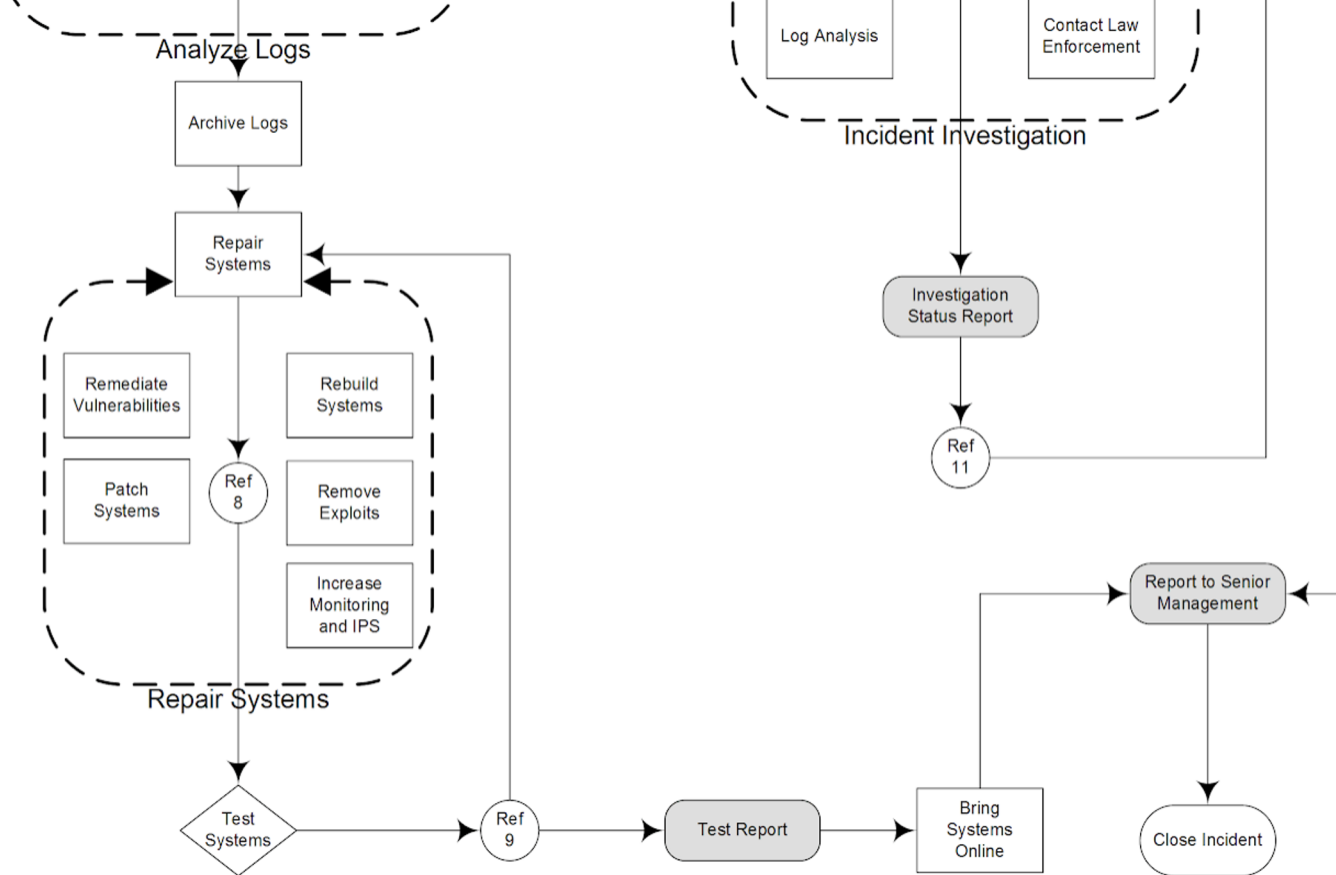 Analyze Logs
Archive Logs
Repair
Systems
Remediate
Vulnerabilities
Rebuild
Systems
Patch
Systems
Ref
8
Remove
Exploits
Increase
Monitoring
and IPS
Repair Systems
Test
Systems
Ref
9
Test Report
Bring
Systems
Online
Log Analysis
Contact Law
Enforcement
Incident Investigation
Investigation
Status Report
Ref
11
Report to Senior
Management
Close Incident